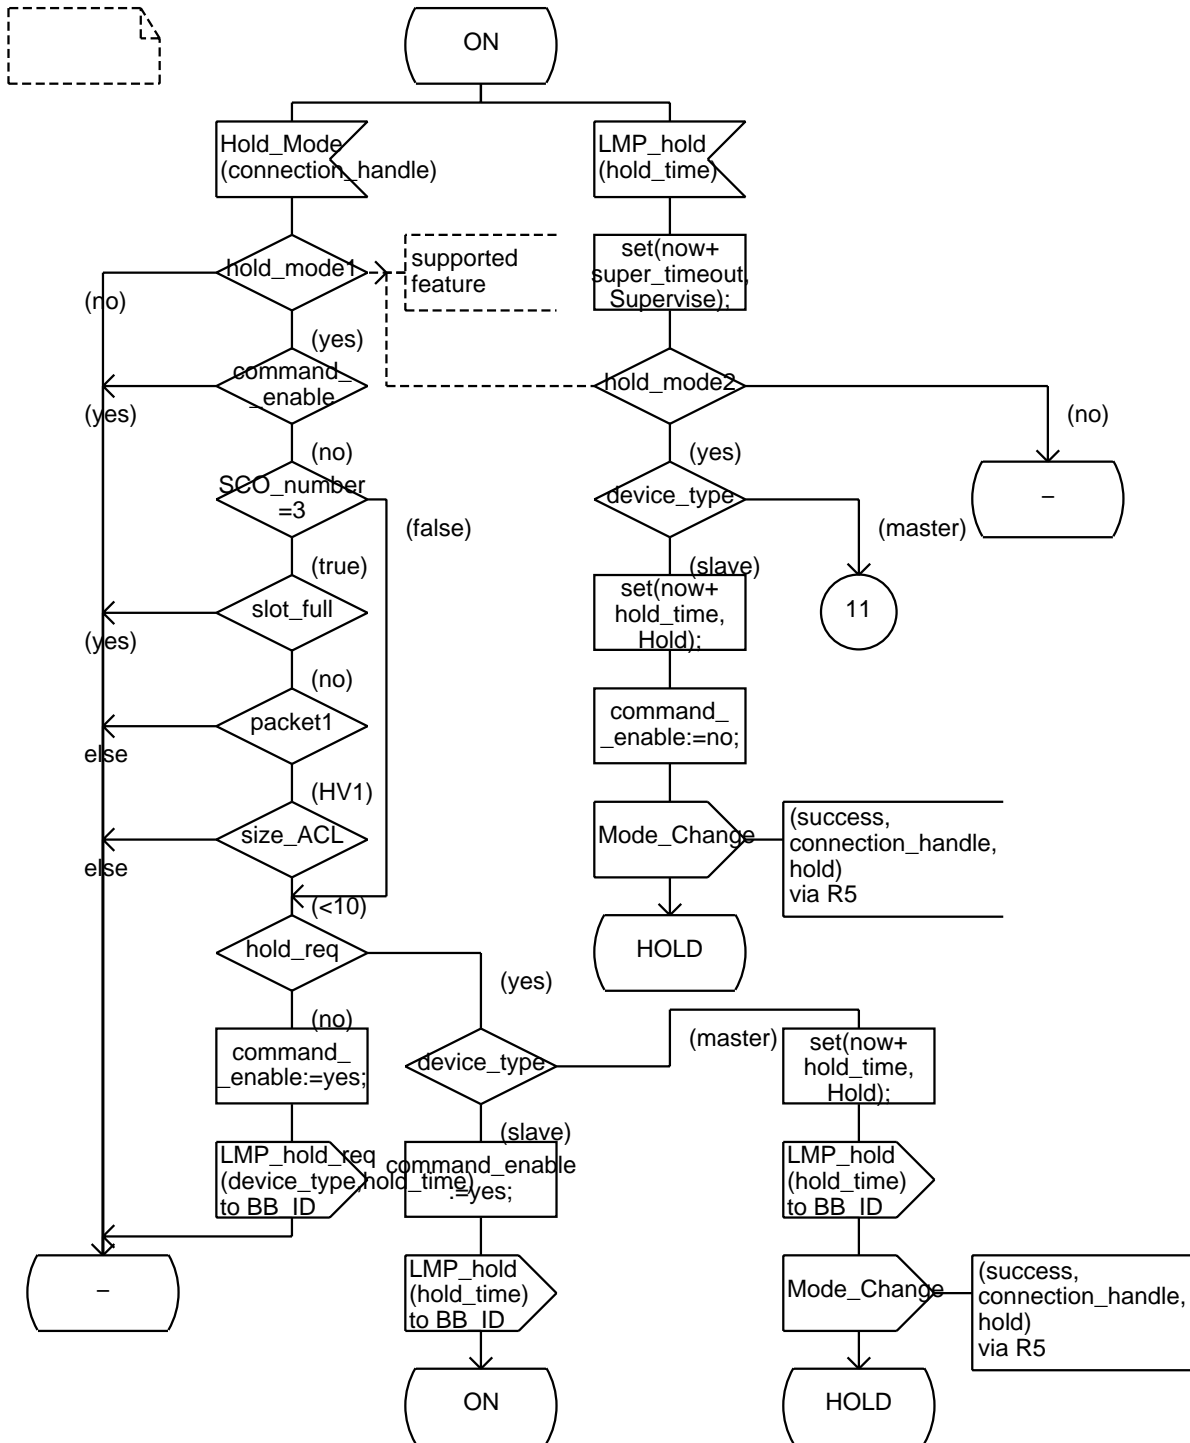 ON
Hold_Mode
(connection_handle)
LMP_hold
(hold_time)
hold_mode1
supported
feature
set(now+
super_timeout,
Supervise);
(no)
(yes)
command_
_enable
hold_mode2
(yes)
(no)
(no)
(yes)
SCO_number
=3
device_type
–
(false)
(master)
(true)
(slave)
slot_full
set(now+
hold_time,
Hold);
11
(yes)
(no)
packet1
command_
_enable:=no;
else
(HV1)
size_ACL
Mode_Change
(success,
connection_handle,
hold)
via R5
else
(<10)
hold_req
HOLD
(yes)
(no)
(master)
command_
_enable:=yes;
device_type
set(now+
hold_time,
Hold);
(slave)
LMP_hold_req
(device_type,hold_time)
to BB_ID
command_enable
:=yes;
LMP_hold
(hold_time)
to BB_ID
–
LMP_hold
(hold_time)
to BB_ID
Mode_Change
(success,
connection_handle,
hold)
via R5
ON
HOLD